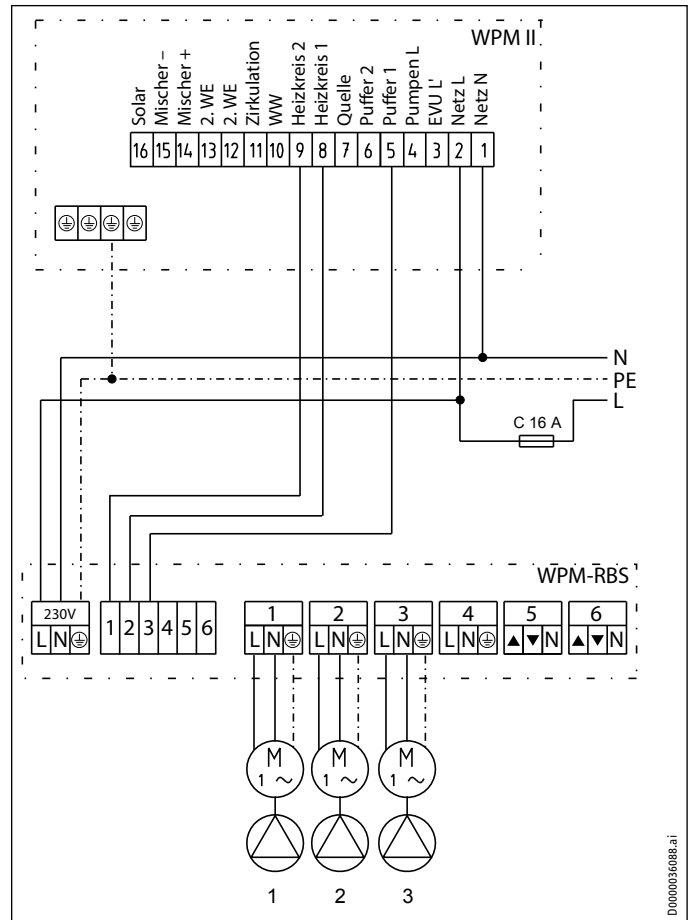 WPM II
Solar
Mischer –
Mischer +
2. WE
2. WE
Zirkulation
WW
Heizkreis 2
Heizkreis 1
Quelle
Puffer 2
Puffer 1
Pumpen L
EVU L'
Netz L
Netz N
16 15 14 13 12 11 10 9 8 7 6 5 4 3 2 1
N
PE
L
C 16 A
WPM-RBS
230V
L N
1 2 3 4 5 6
1 2 3 4 5 6
L N L N L N L N ▲ ▼ N ▲ ▼ N
M M M
1 ~ 1 ~ 1 ~
1 2 3
D0000036088.ai